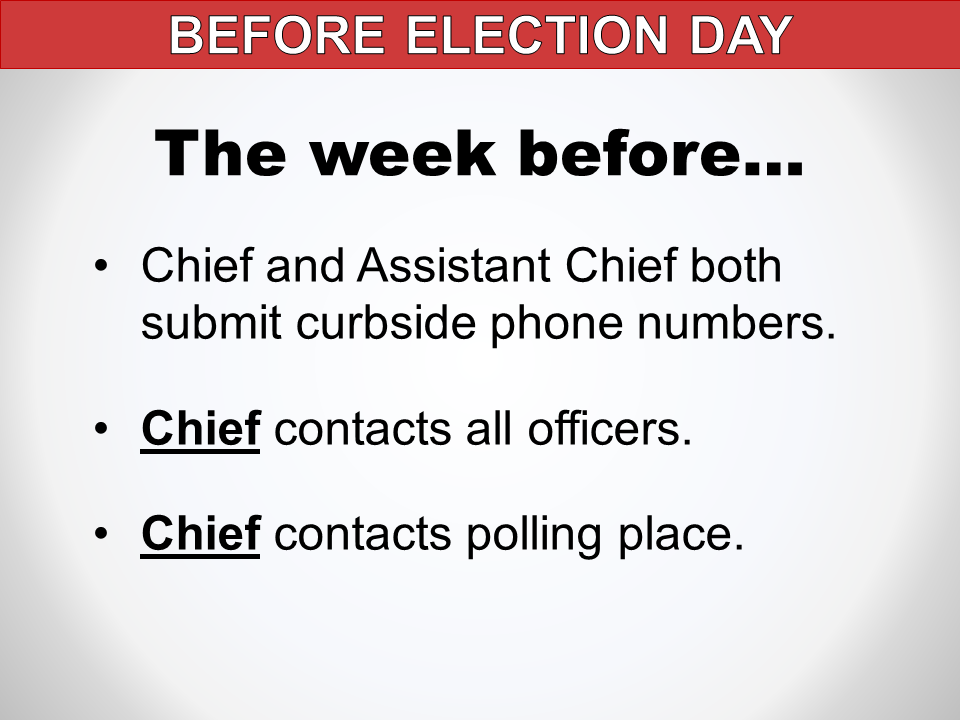 BEFORE ELECTION DAY
The week before…
• Chief and Assistant Chief both
submit curbside phone numbers.
• Chief contacts all officers.
• Chief contacts polling place.